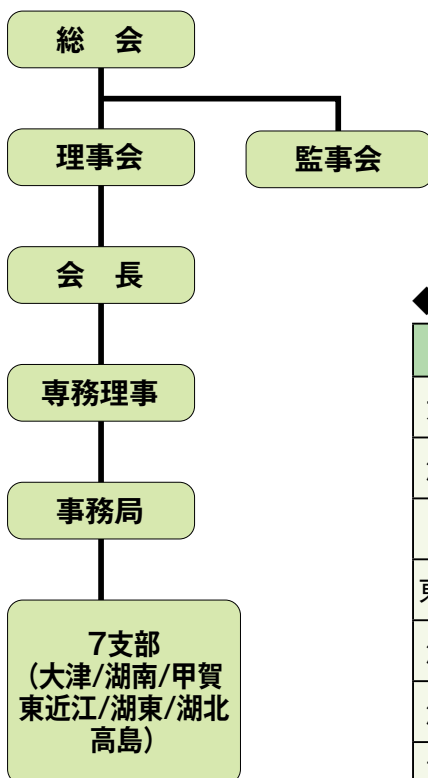 総　会
理事会
監事会
会　長
◆
専務理事
事務局
7支部
（大津/湖南/甲賀
東近江/湖東/湖北
高島）